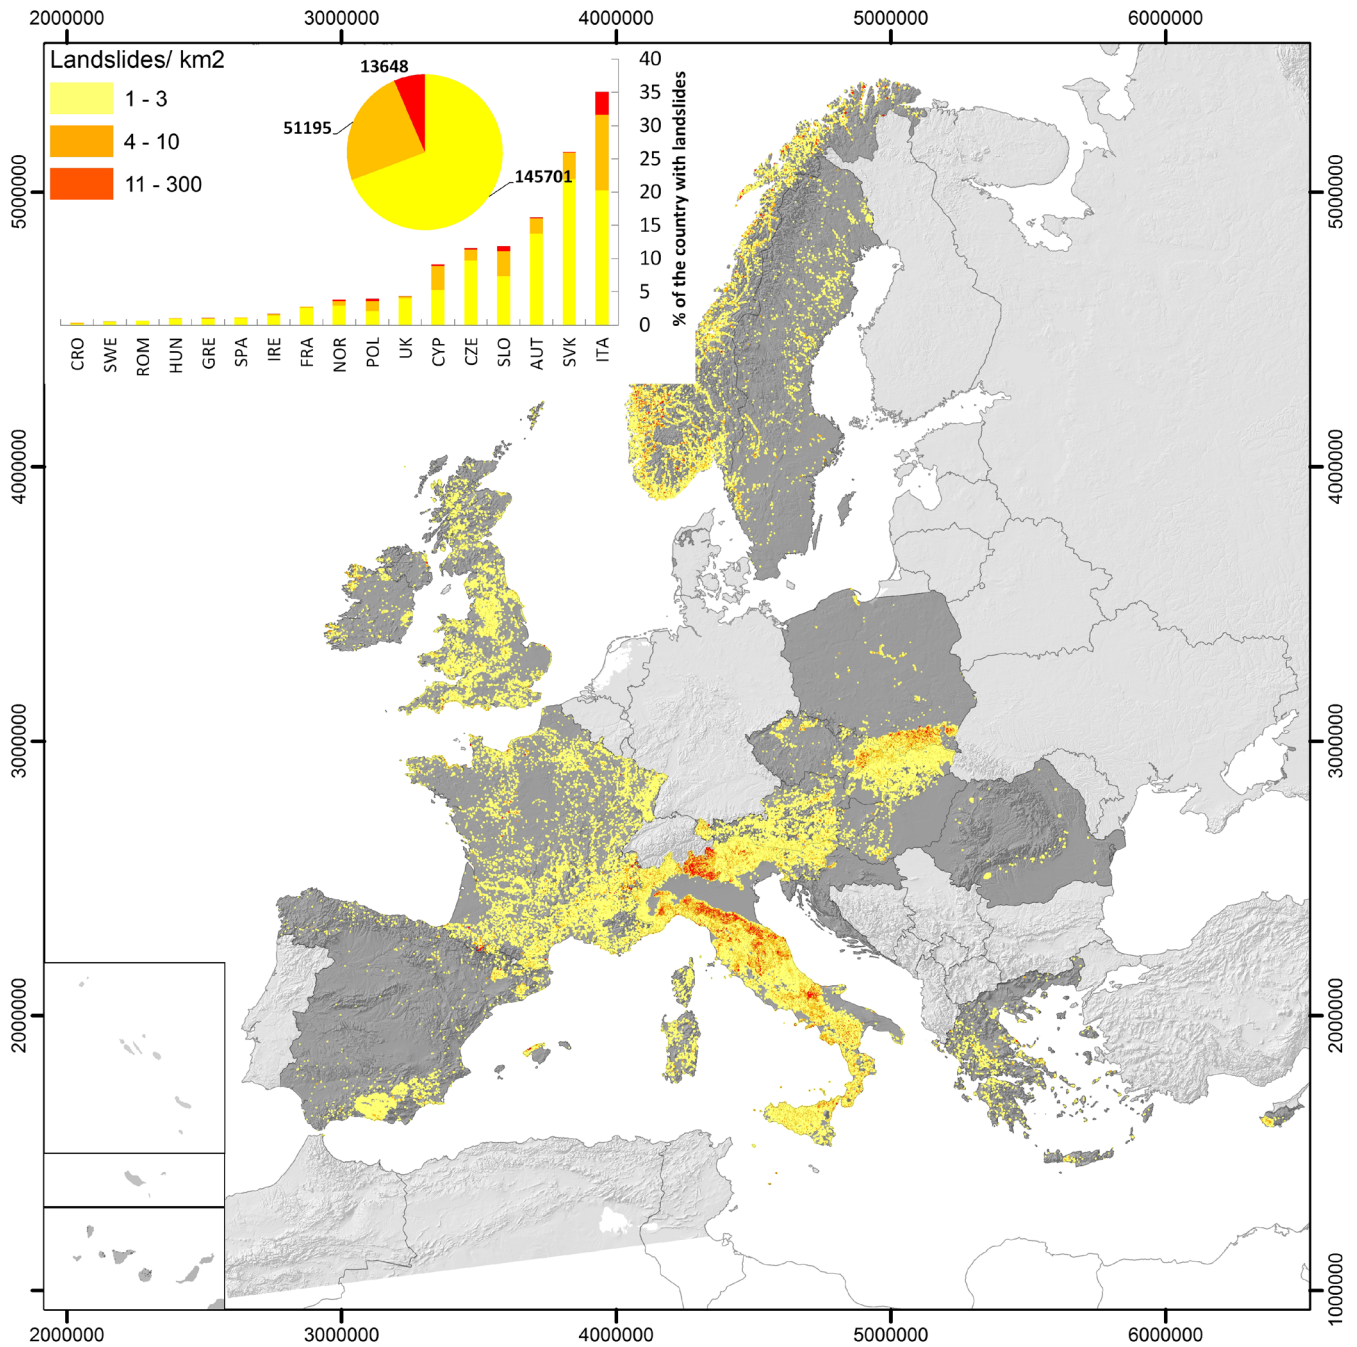 2000000 3000000 4000000 5000000 6000000
Landslides/ km2
1 - 3
4 - 10
11 - 300
13648
51195
145701
40
35
30
25
20
15
10
5
0
% of the country with landslides
CRO SWE ROM HUN GRE SPA IRE FRA NOR POL UK CYP CZE SLO AUT SVK ITA
5000000
4000000
3000000
2000000
5000000
4000000
3000000
2000000
1000000
2000000 3000000 4000000 5000000 6000000